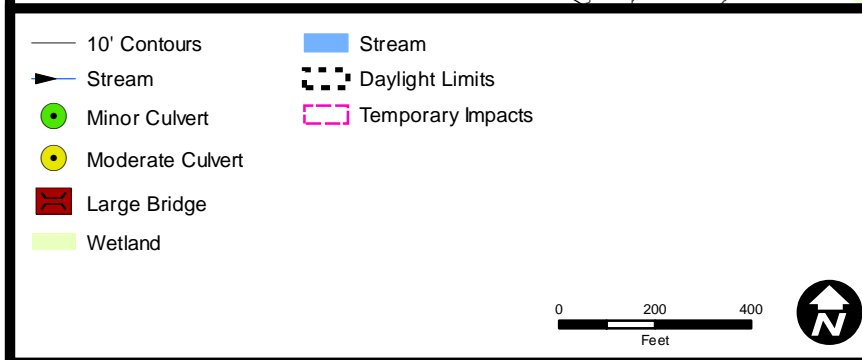 10' Contours
Stream
Minor Culvert
Moderate Culvert
Large Bridge
Wetland
Stream
Daylight Limits
Temporary Impacts
0 200 400
Feet
N